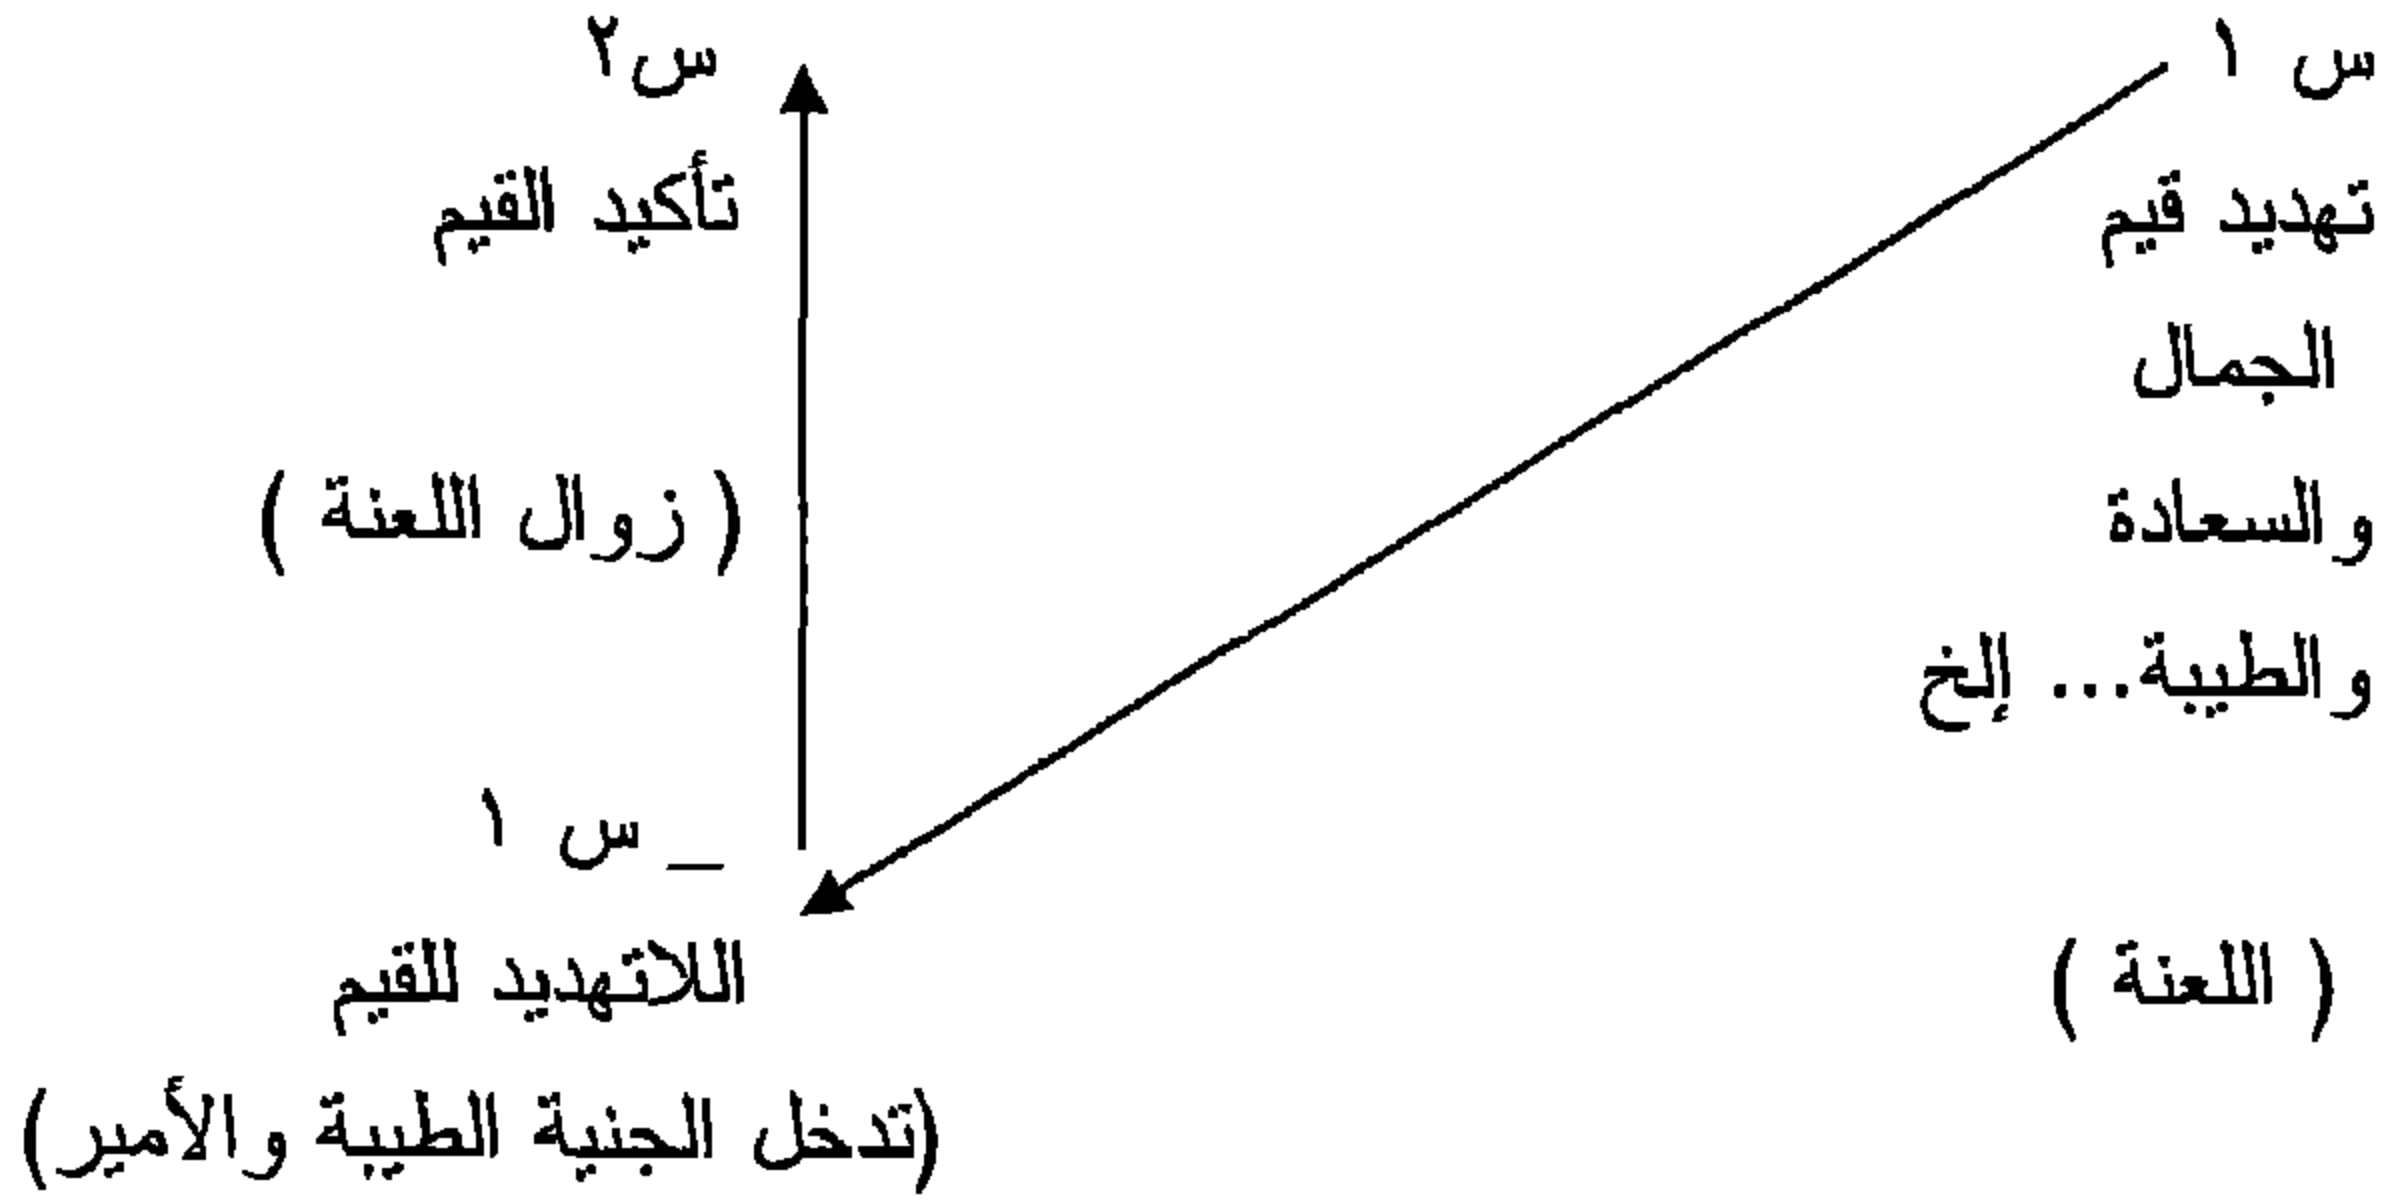 س ١
تهديد قيم
الجمال
والسعادة
والطيبة... إلخ
( اللعنة )
س٢
تأكيد القيم
( زوال اللعنة )
_ س ١
اللاتهديد للقيم
(تدخل الجنية الطيبة والأمير)